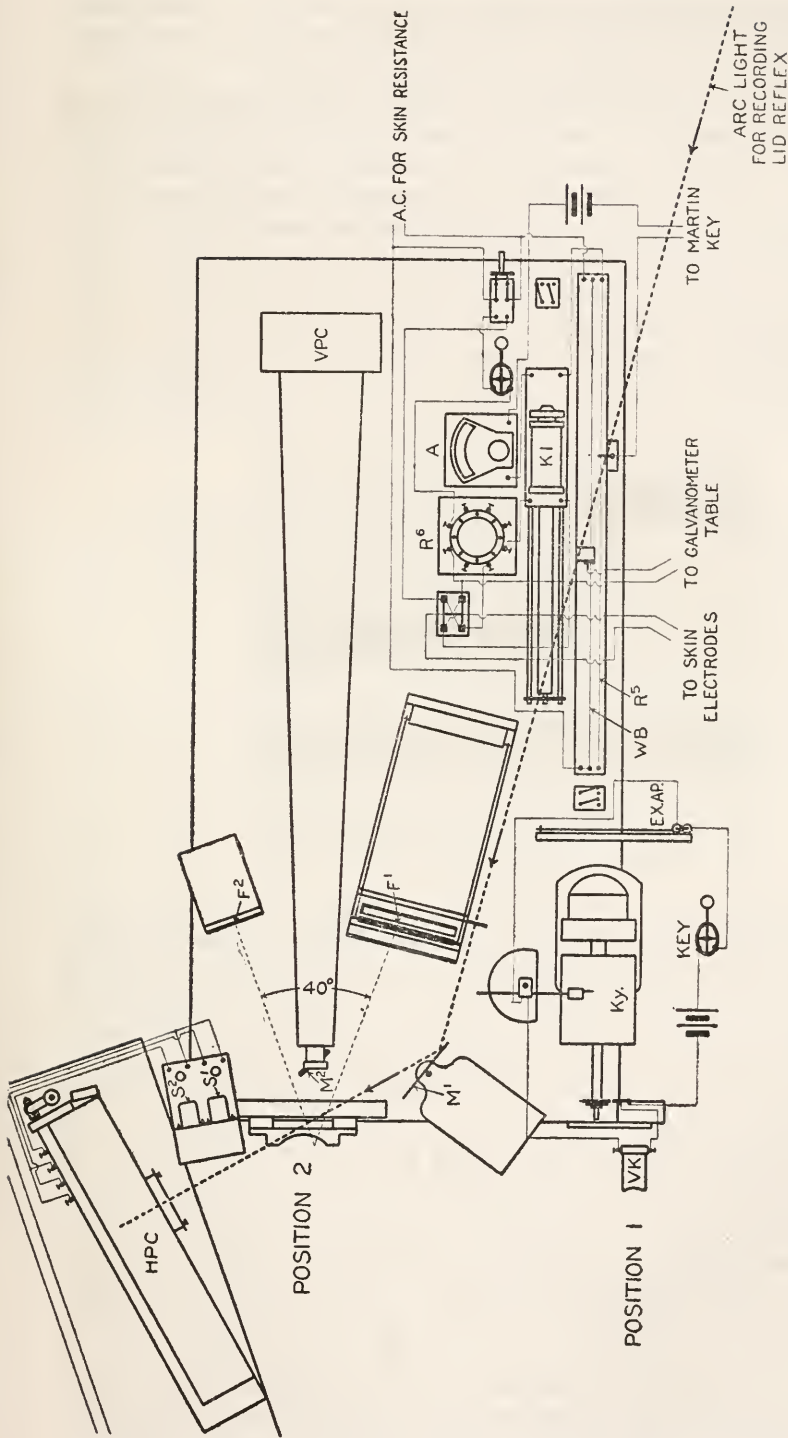 A.C. FOR SKIN RESISTANCE
ARC LIGHT
FOR RECORDING
LID REFLEX
TO MARTIN
KEY
VPC
A
R⁶
K1
TO GALVANOMETER
TABLE
TO SKIN
ELECTRODES
R⁵
WB
EX.AP.
F²
F¹
40°
KEY
Ky.
M²
M¹
S²
S¹
HPC
POSITION 2
VK
POSITION 1